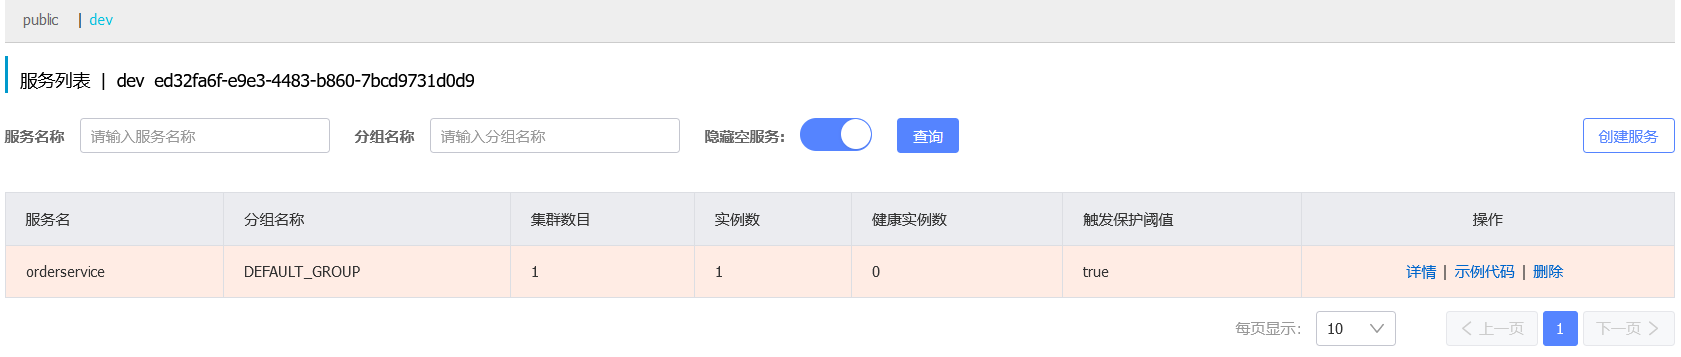 public | dev
服务列表 | dev ed32fa6f-e9e3-4483-b860-7bcd9731d0d9
服务名称 请输入服务名称 分组名称 请输入分组名称 隐藏空服务: 查询 创建服务
服务名 分组名称 集群数目 实例数 健康实例数 触发保护阈值 操作
orderservice DEFAULT_GROUP 1 1 0 true 详情 | 示例代码 | 删除
每页显示: 10 上一页 1 下一页